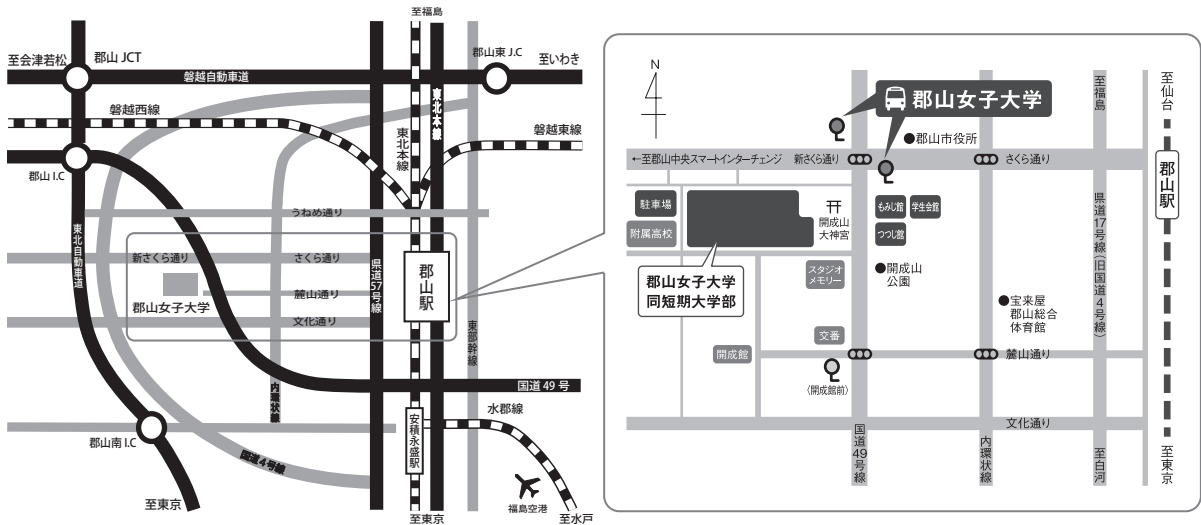 至福島
至会津若松
郡山 JCT
磐越自動車道
郡山東 J.C
至いわき
磐越西線
東北本線
東北本線
磐越東線
郡山 I.C
うねめ通り
東北自動車道
新さくら通り
さくら通り
県道57号線
郡山駅
郡山女子大学
麓山通り
文化通り
東部幹線
国道 49 号
内環状線
安積永盛駅
水郡線
郡山南 I.C
国道4号線
至東京
福島空港
至東京
至水戸
N
郡山女子大学
至福島
至仙台
郡山市役所
←至郡山中央スマートインターチェンジ
新さくら通り
さくら通り
郡山駅
駐車場
附属高校
開成山
大神宮
もみじ館
学生会館
つつじ館
県道17号線(旧国道4号線)
郡山女子大学
同短期大学部
スタジオ
メモリー
開成山
公園
宝来屋
郡山総合
体育館
交番
開成館
麓山通り
〈開成館前〉
文化通り
国道49号線
内環状線
至白河
至東京